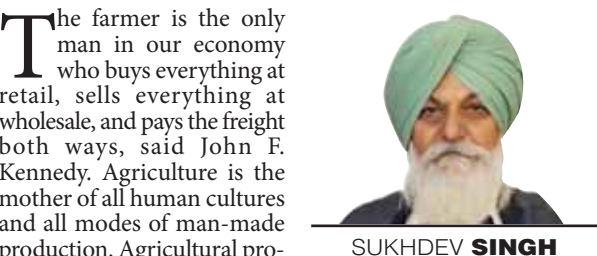 The farmer is the only
man in our economy
who buys everything at
retail, sells everything at
wholesale, and pays the freight
both ways, said John F.
Kennedy. Agriculture is the
mother of all human cultures
and all modes of man-made
production. Agricultural pro-
SUKHDEV SINGH